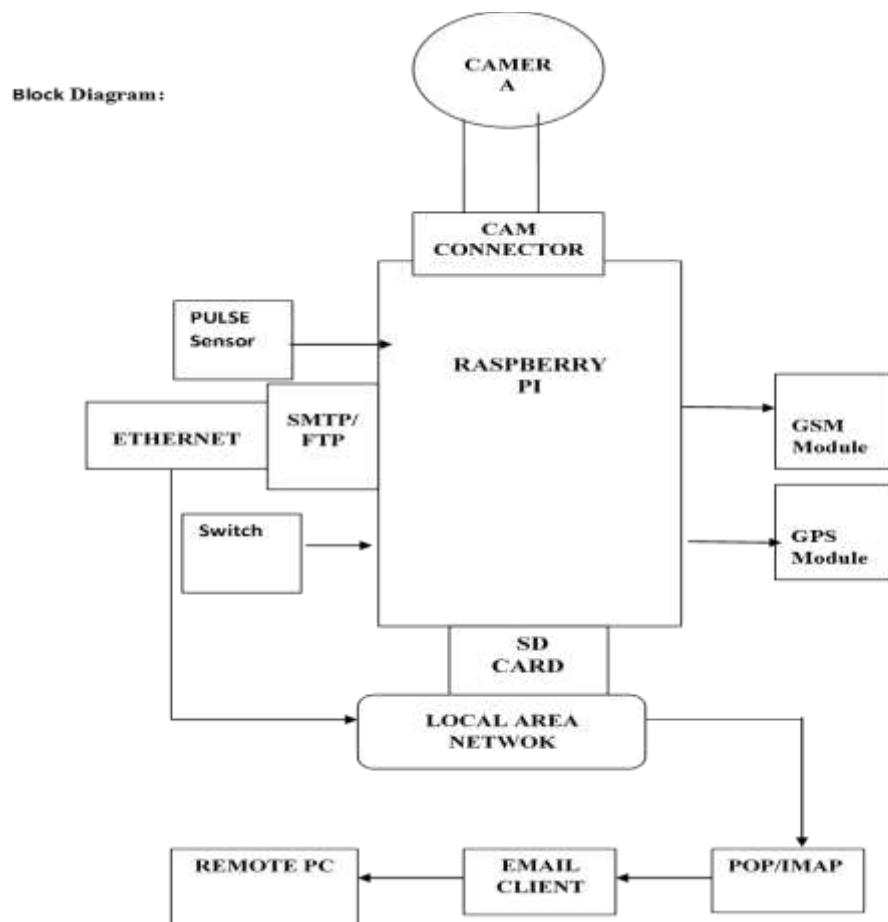 CAMER
A
Block Diagram:
CAM
CONNECTOR
PULSE
Sensor
RASPBERRY
PI
SMTP/
FTP
ETHERNET
GSM
Module
Switch
GPS
Module
SD
CARD
LOCAL AREA
NETWOK
REMOTE PC
EMAIL
CLIENT
POP/IMAP